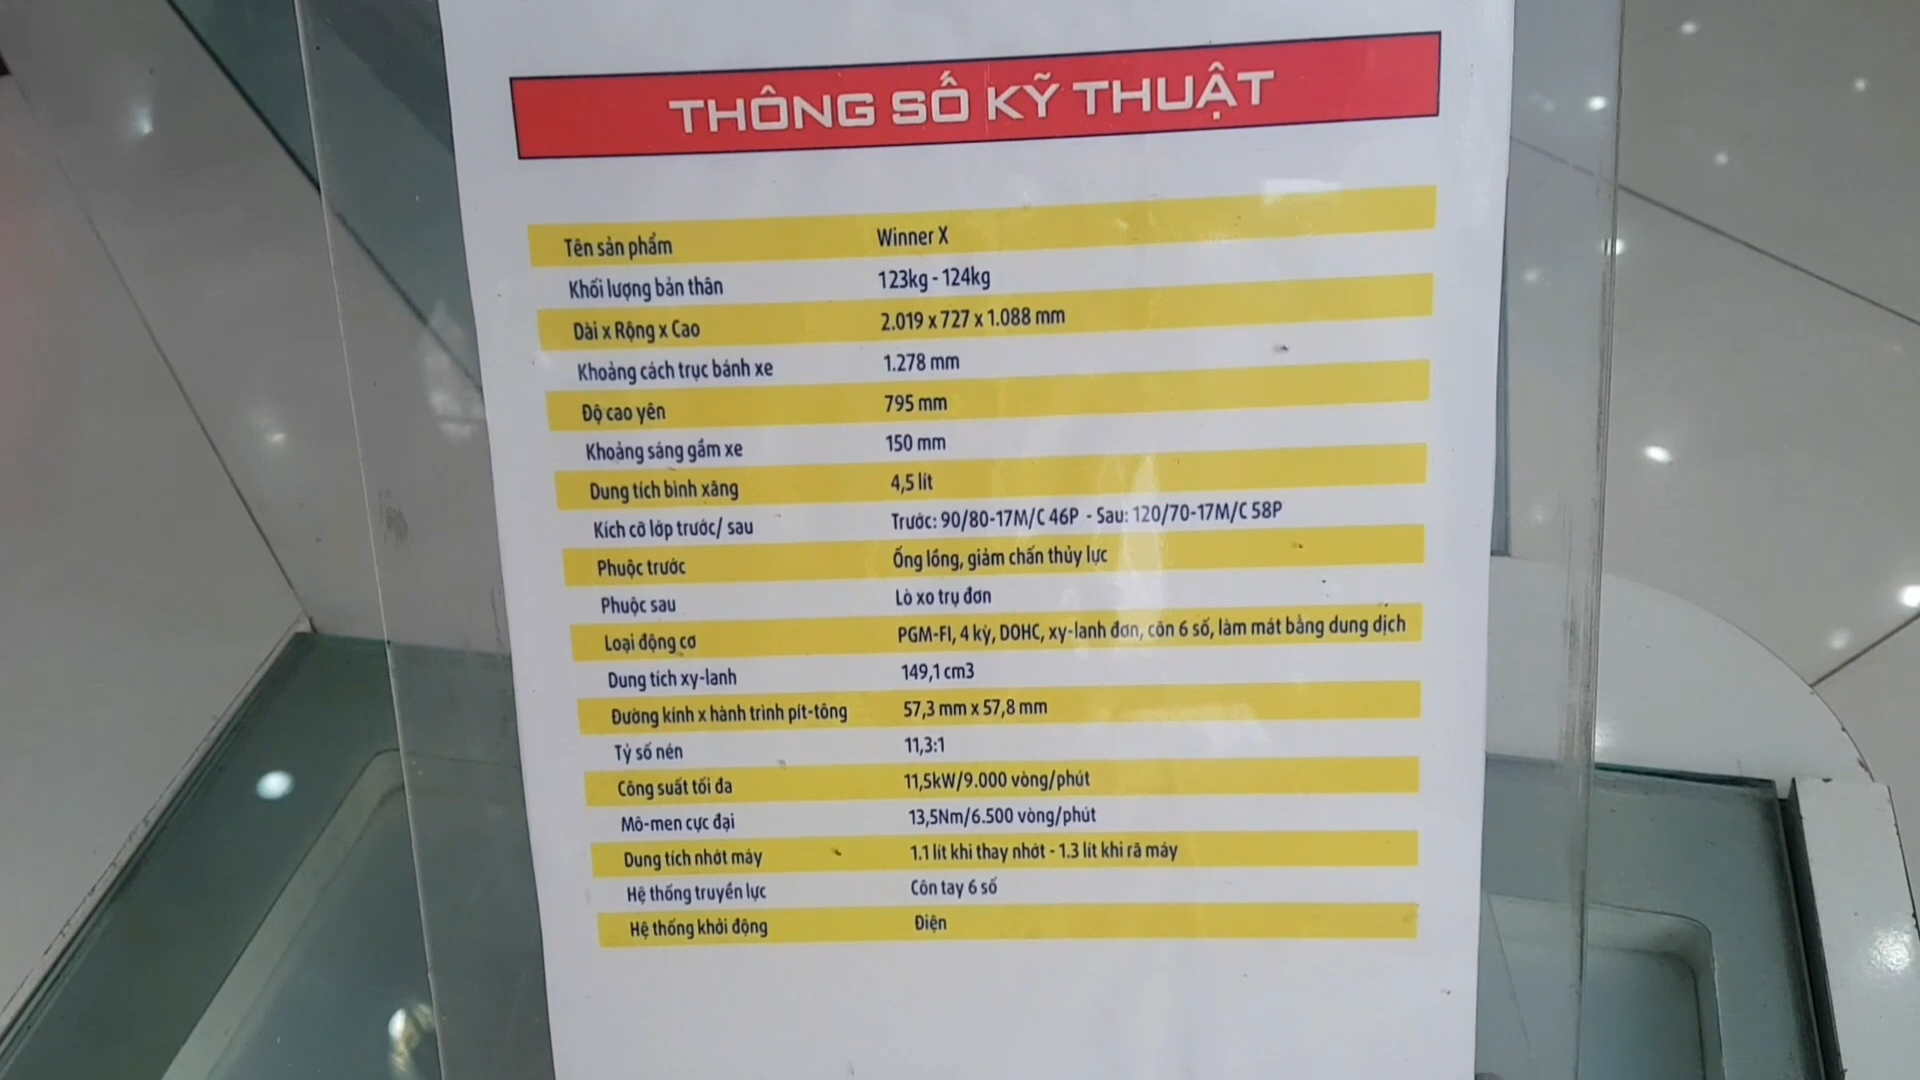 THÔNG SỐ KỸ THUẬT
Tên sản phẩm Winner X
Khối lượng bản thân 123kg - 124kg
Dài x Rộng x Cao 2.019 x 727 x 1.088 mm
Khoảng cách trục bánh xe 1.278 mm
Độ cao yên 795 mm
Khoảng sáng gầm xe 150 mm
Dung tích bình xăng 4,5 lít
Kích cỡ lớp trước/ sau Trước: 90/80-17M/C 46P - Sau: 120/70-17M/C 58P
Phuộc trước Ống lồng, giảm chấn thủy lực
Phuộc sau Lò xo trụ đơn
Loại động cơ PGM-FI, 4 kỳ, DOHC, xy-lanh đơn, côn 6 số, làm mát bằng dung dịch
Dung tích xy-lanh 149,1 cm3
Đường kính x hành trình pít-tông 57,3 mm x 57,8 mm
Tỷ số nén 11,3:1
Công suất tối đa 11,5kW/9.000 vòng/phút
Mô-men cực đại 13,5Nm/6.500 vòng/phút
Dung tích nhớt máy 1.1 lít khi thay nhớt - 1.3 lít khi rã máy
Hệ thống truyền lực Côn tay 6 số
Hệ thống khởi động Điện